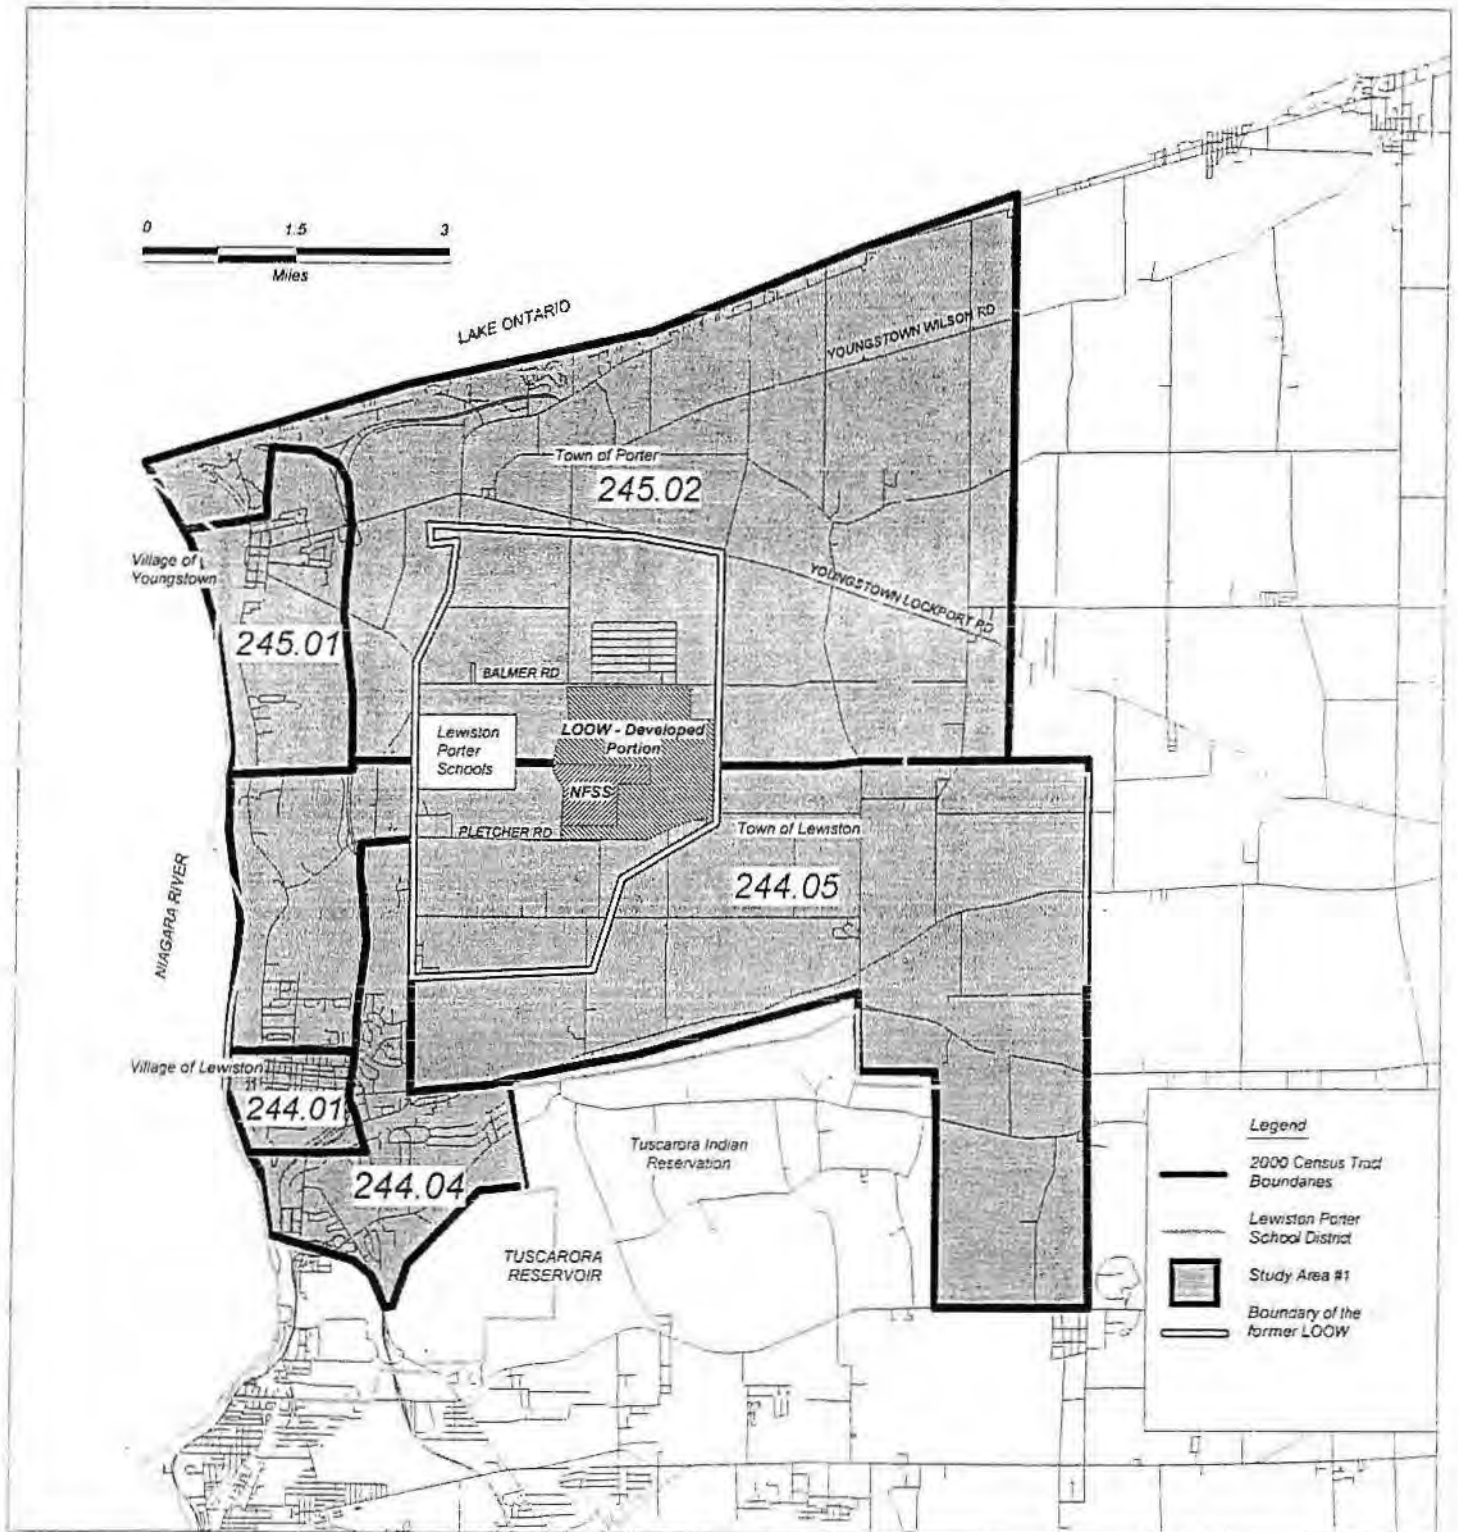 0 1.5 3
Miles
LAKE ONTARIO
YOUNGSTOWN WILSON RD
Town of Porter
245.02
Village of
Youngstown
YOUNGSTOWN LOCKPORT RD
245.01
BALMER RD
Lewiston
Porter
Schools
LOOW - Developed
Portion
NFSS
PLETCHER RD
Town of Lewiston
244.05
NIAGARA RIVER
Village of Lewiston
244.01
Tuscarora Indian
Reservation
244.04
TUSCARORA
RESERVOIR
Legend
2000 Census Tract
Boundaries
Lewiston Porter
School District
Study Area #1
Boundary of the
former LOOW